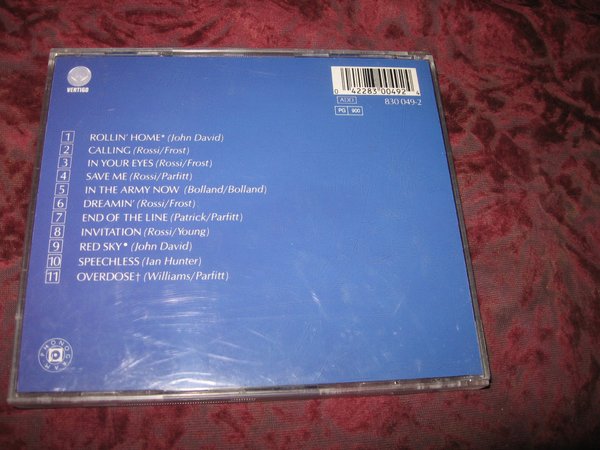 VERTIGO
0 42283 00492 4
ADD
830 049-2
PG 900
1 ROLLIN' HOME* (John David)
2 CALLING (Rossi/Frost)
3 IN YOUR EYES (Rossi/Frost)
4 SAVE ME (Rossi/Parfitt)
5 IN THE ARMY NOW (Bolland/Bolland)
6 DREAMIN' (Rossi/Frost)
7 END OF THE LINE (Patrick/Parfitt)
8 INVITATION (Rossi/Young)
9 RED SKY* (John David)
10 SPEECHLESS (Ian Hunter)
11 OVERDOSE† (Williams/Parfitt)
PHONOGRAM